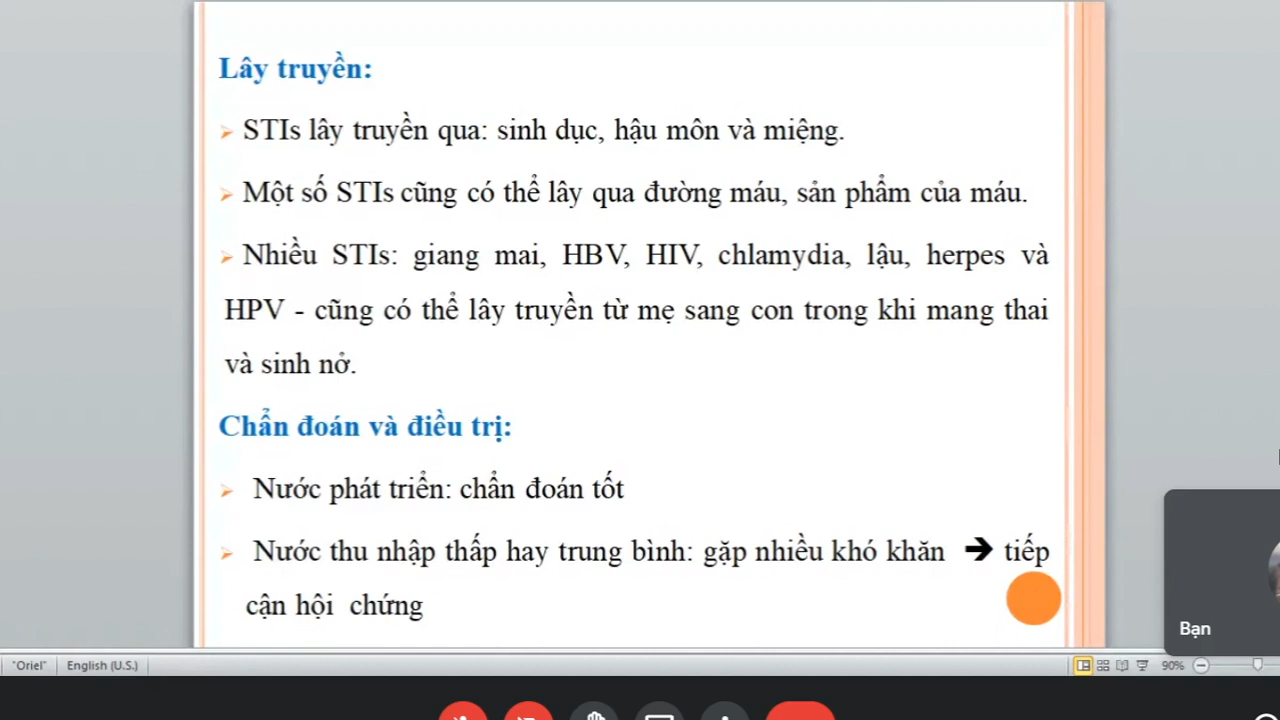 Lây truyền:
STIs lây truyền qua: sinh dục, hậu môn và miệng.
Một số STIs cũng có thể lây qua đường máu, sản phẩm của máu.
Nhiều STIs: giang mai, HBV, HIV, chlamydia, lậu, herpes và
HPV - cũng có thể lây truyền từ mẹ sang con trong khi mang thai
và sinh nở.
Chẩn đoán và điều trị:
Nước phát triển: chẩn đoán tốt
Nước thu nhập thấp hay trung bình: gặp nhiều khó khăn ➔ tiếp
cận hội chứng
Bạn
"Oriel" English (U.S.) 90%